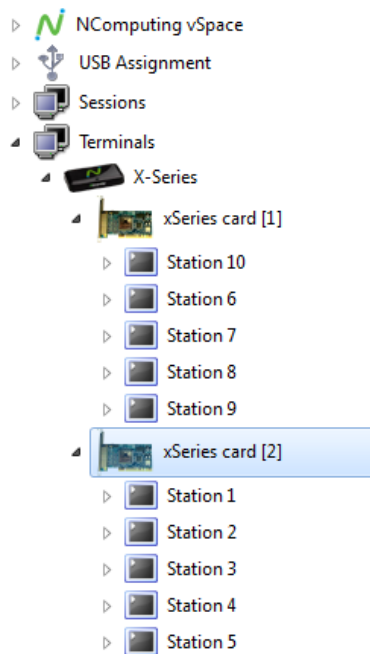 NComputing vSpace
USB Assignment
Sessions
Terminals
X-Series
xSeries card [1]
Station 10
Station 6
Station 7
Station 8
Station 9
xSeries card [2]
Station 1
Station 2
Station 3
Station 4
Station 5